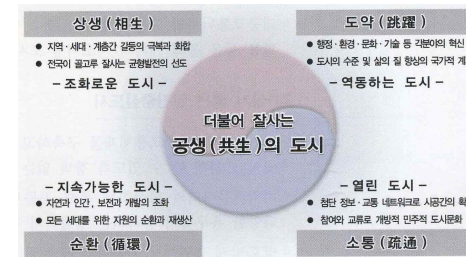 상생(相生)
● 지역·세대·계층간 갈등의 극복과 화합
● 전국이 골고루 잘사는 균형발전의 선도
– 조화로운 도시 –
도약(跳躍)
● 행정·환경·문화·기술 등 각분야의 혁신
● 도시의 수준 및 삶의 질 향상의 국가적 계
– 역동하는 도시 –
더불어 잘사는
공생(共生)의 도시
– 지속가능한 도시 –
● 자연과 인간, 보전과 개발의 조화
● 모든 세대를 위한 자원의 순환과 재생산
순환(循環)
– 열린 도시 –
● 첨단 정보·교통 네트워크로 시공간의 확
● 참여와 교류로 개방적 민주적 도시문화
소통(疏通)